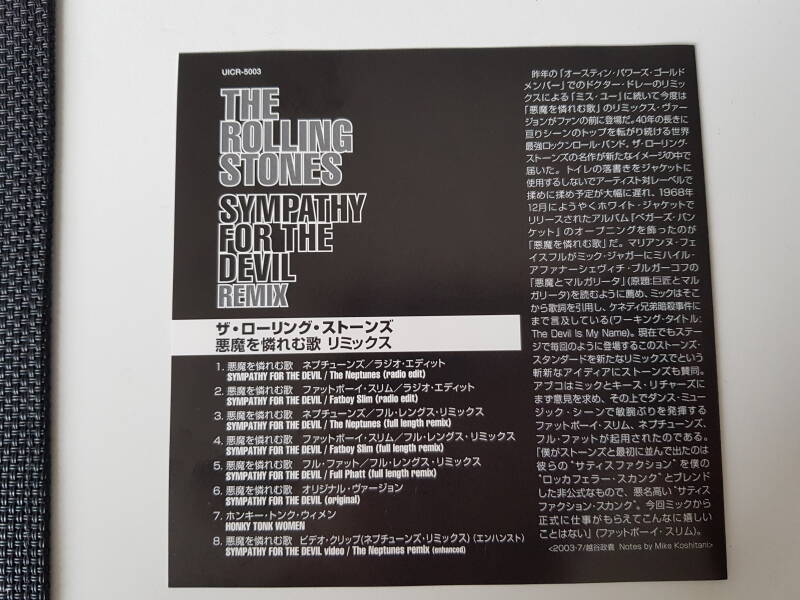 UICR-5003
THE
ROLLING
STONES
SYMPATHY
FOR THE
DEVIL
REMIX
ザ・ローリング・ストーンズ
悪魔を憐れむ歌 リミックス
1. 悪魔を憐れむ歌 ネプチューンズ／ラジオ・エディット
SYMPATHY FOR THE DEVIL / The Neptunes (radio edit)
2. 悪魔を憐れむ歌 ファットボーイ・スリム／ラジオ・エディット
SYMPATHY FOR THE DEVIL / Fatboy Slim (radio edit)
3. 悪魔を憐れむ歌 ネプチューンズ／フル・レングス・リミックス
SYMPATHY FOR THE DEVIL / The Neptunes (full length remix)
4. 悪魔を憐れむ歌 ファットボーイ・スリム／フル・レングス・リミックス
SYMPATHY FOR THE DEVIL / Fatboy Slim (full length remix)
5. 悪魔を憐れむ歌 フル・ファット／フル・レングス・リミックス
SYMPATHY FOR THE DEVIL / Full Phatt (full length remix)
6. 悪魔を憐れむ歌 オリジナル・ヴァージョン
SYMPATHY FOR THE DEVIL (original)
7. ホンキー・トンク・ウィメン
HONKY TONK WOMEN
8. 悪魔を憐れむ歌 ビデオ・クリップ(ネプチューンズ・リミックス) (エンハンスト)
SYMPATHY FOR THE DEVIL video / The Neptunes remix (enhanced)
昨年の「オースティン・パワーズ・ゴールド
メンバー」でのドクター・ドレーのリミッ
クスによる「ミス・ユー」に続いて今度は
「悪魔を憐れむ歌」のリミックス・ヴァー
ジョンがファンの前に登場だ。40年の長きに
亘りシーンのトップを転がり続ける世界
最強ロックンロール・バンド、ザ・ローリング・
ストーンズの名作が新たなイメージの中で
届いた。トイレの落書きをジャケットに
使用するしないでアーティスト対レーベルで
揉めに揉め予定が大幅に遅れ、1968年
12月にようやくホワイト・ジャケットで
リリースされたアルバム『ベガーズ・バン
ケット』のオープニングを飾ったのが
「悪魔を憐れむ歌」だ。マリアンヌ・フェ
イスフルがミック・ジャガーにミハイル・
アファナーシェヴィチ・ブルガーコフの
「悪魔とマルガリータ」(原題:巨匠とマル
ガリータ)を読むように薦め、ミックはそこ
から歌詞を引用し、ケネディ兄弟暗殺事件に
まで言及している(ワーキング・タイトル:
The Devil Is My Name)。現在でもステー
ジで毎回のように登場するこのストーンズ・
スタンダードを新たなリミックスでという
斬新なアイディアにストーンズも賛同。
アブコはミックとキース・リチャーズに
まず意見を求め、その上でダンス・ミュー
ジック・シーンで敏腕ぶりを発揮する
ファットボーイ・スリム、ネプチューンズ、
フル・ファットが起用されたのである。
「僕がストーンズと最初に並んで出たのは
彼らの“サティスファクション”を僕の
“ロッカフェラー・スカンク”とブレンド
した非公式なもので、悪名高い“サティス
ファクション・スカンク”。今回ミックから
正式に仕事がもらえてこんなに嬉しい
ことはない」(ファットボーイ・スリム)。
<2003・7/越谷政義 Notes by Mike Koshitani>